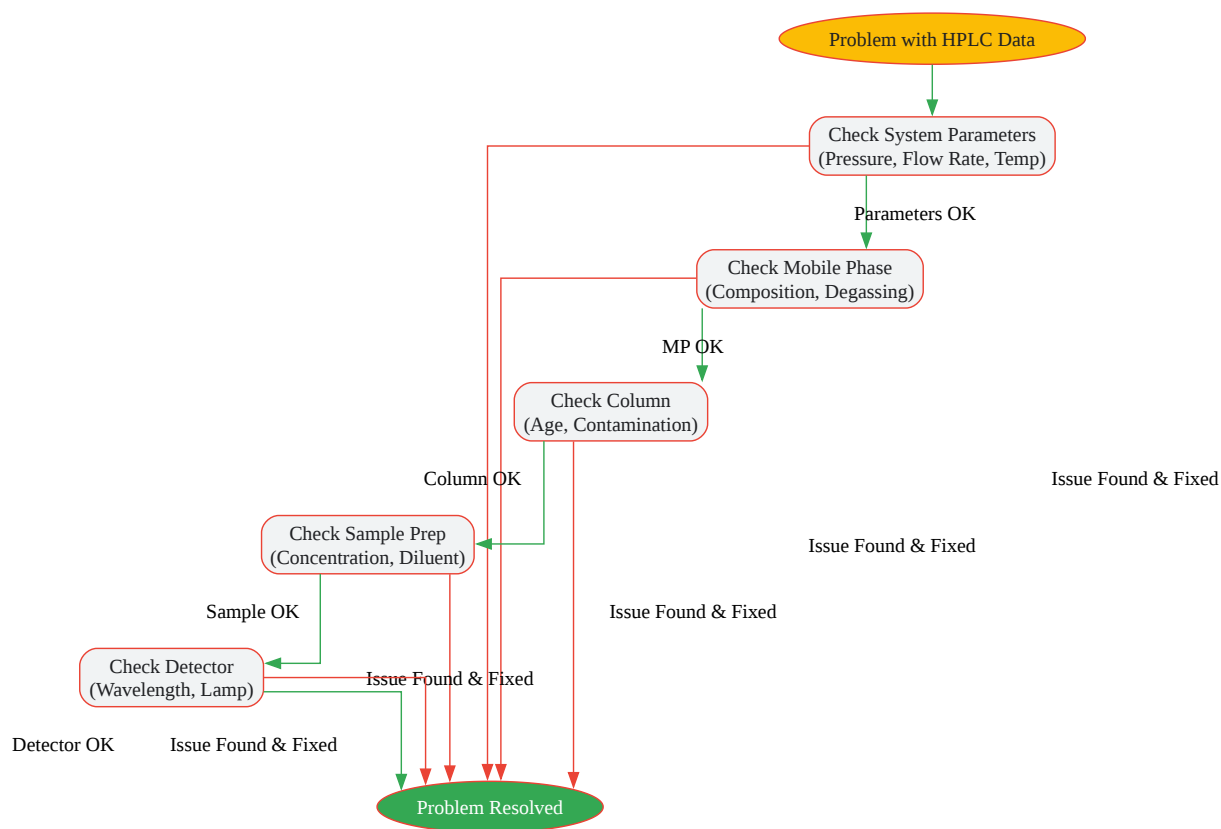 Problem with HPLC Data
Check System Parameters
(Pressure, Flow Rate, Temp)
Parameters OK
Check Mobile Phase
(Composition, Degassing)
MP OK
Check Column
(Age, Contamination)
Column OK
Issue Found & Fixed
Check Sample Prep
(Concentration, Diluent)
Issue Found & Fixed
Sample OK
Issue Found & Fixed
Check Detector
(Wavelength, Lamp)
Issue Found & Fixed
Detector OK
Issue Found & Fixed
Problem Resolved